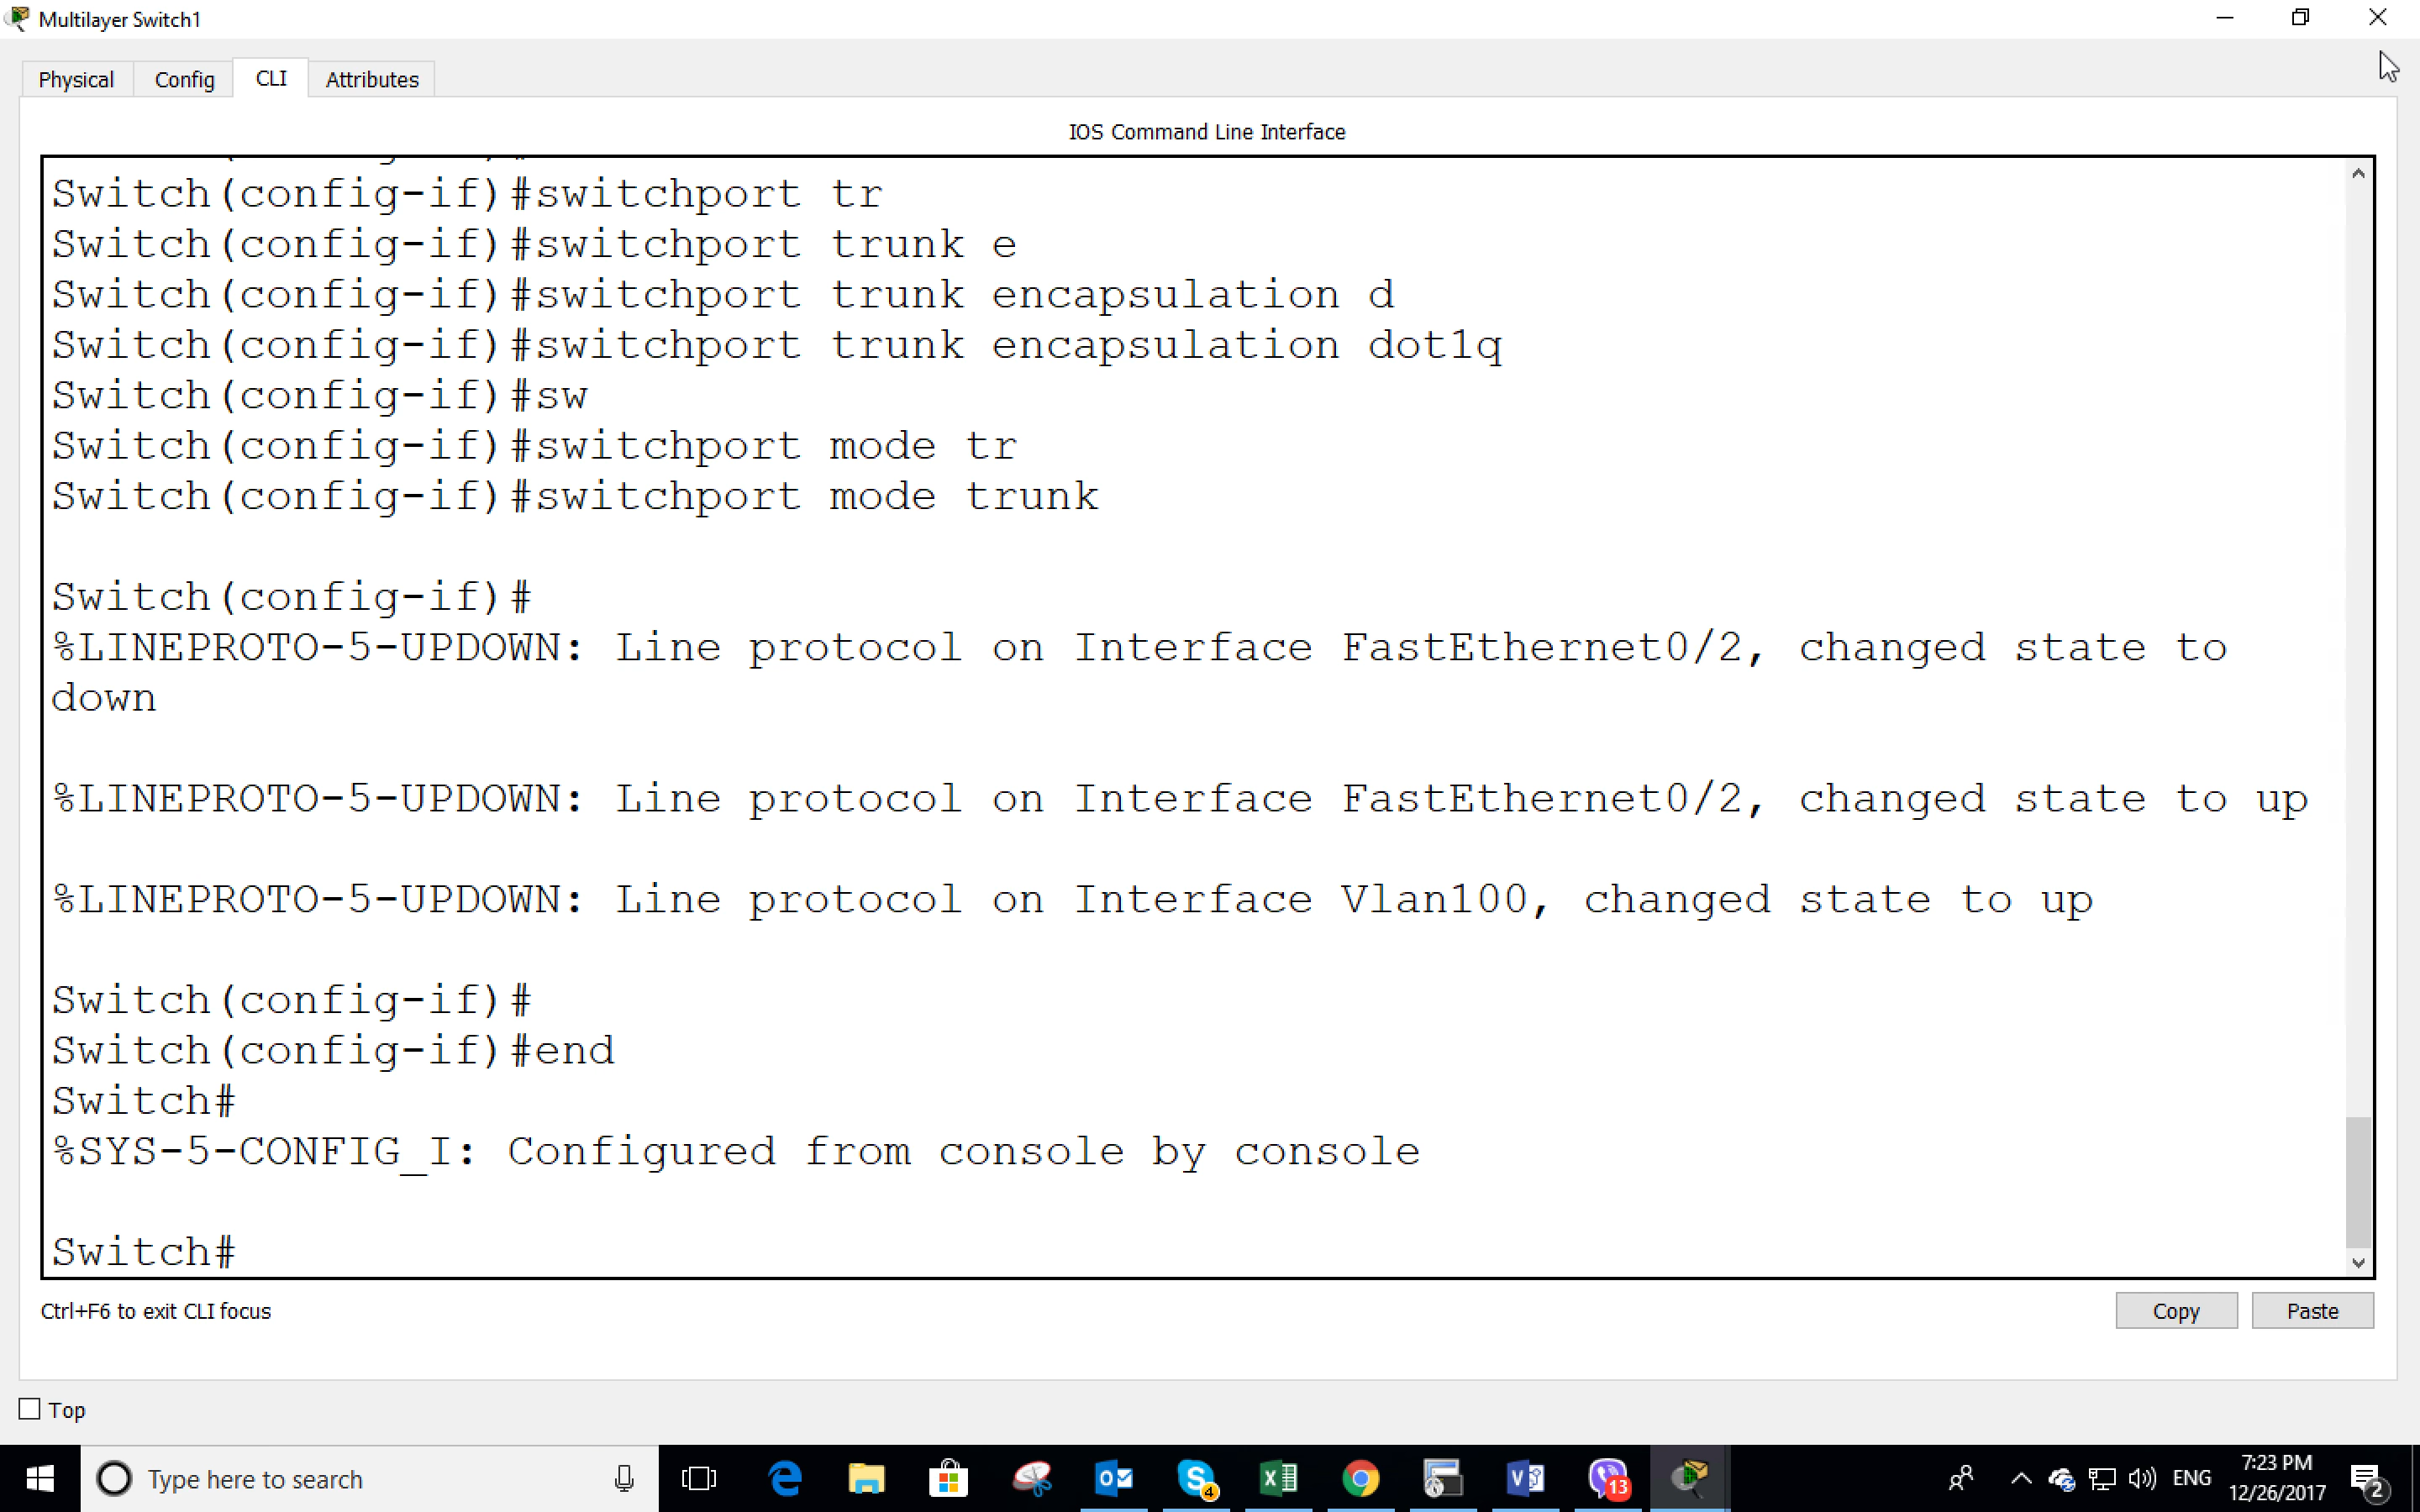 Multilayer Switch1
Physical Config CLI Attributes
IOS Command Line Interface
Switch(config-if)#switchport tr
Switch(config-if)#switchport trunk e
Switch(config-if)#switchport trunk encapsulation d
Switch(config-if)#switchport trunk encapsulation dot1q
Switch(config-if)#sw
Switch(config-if)#switchport mode tr
Switch(config-if)#switchport mode trunk
Switch(config-if)#
%LINEPROTO-5-UPDOWN: Line protocol on Interface FastEthernet0/2, changed state to
down
%LINEPROTO-5-UPDOWN: Line protocol on Interface FastEthernet0/2, changed state to up
%LINEPROTO-5-UPDOWN: Line protocol on Interface Vlan100, changed state to up
Switch(config-if)#
Switch(config-if)#end
Switch#
%SYS-5-CONFIG_I: Configured from console by console
Switch#
Ctrl+F6 to exit CLI focus
Copy Paste
Top
Type here to search
4
13
ENG
7:23 PM
12/26/2017
2